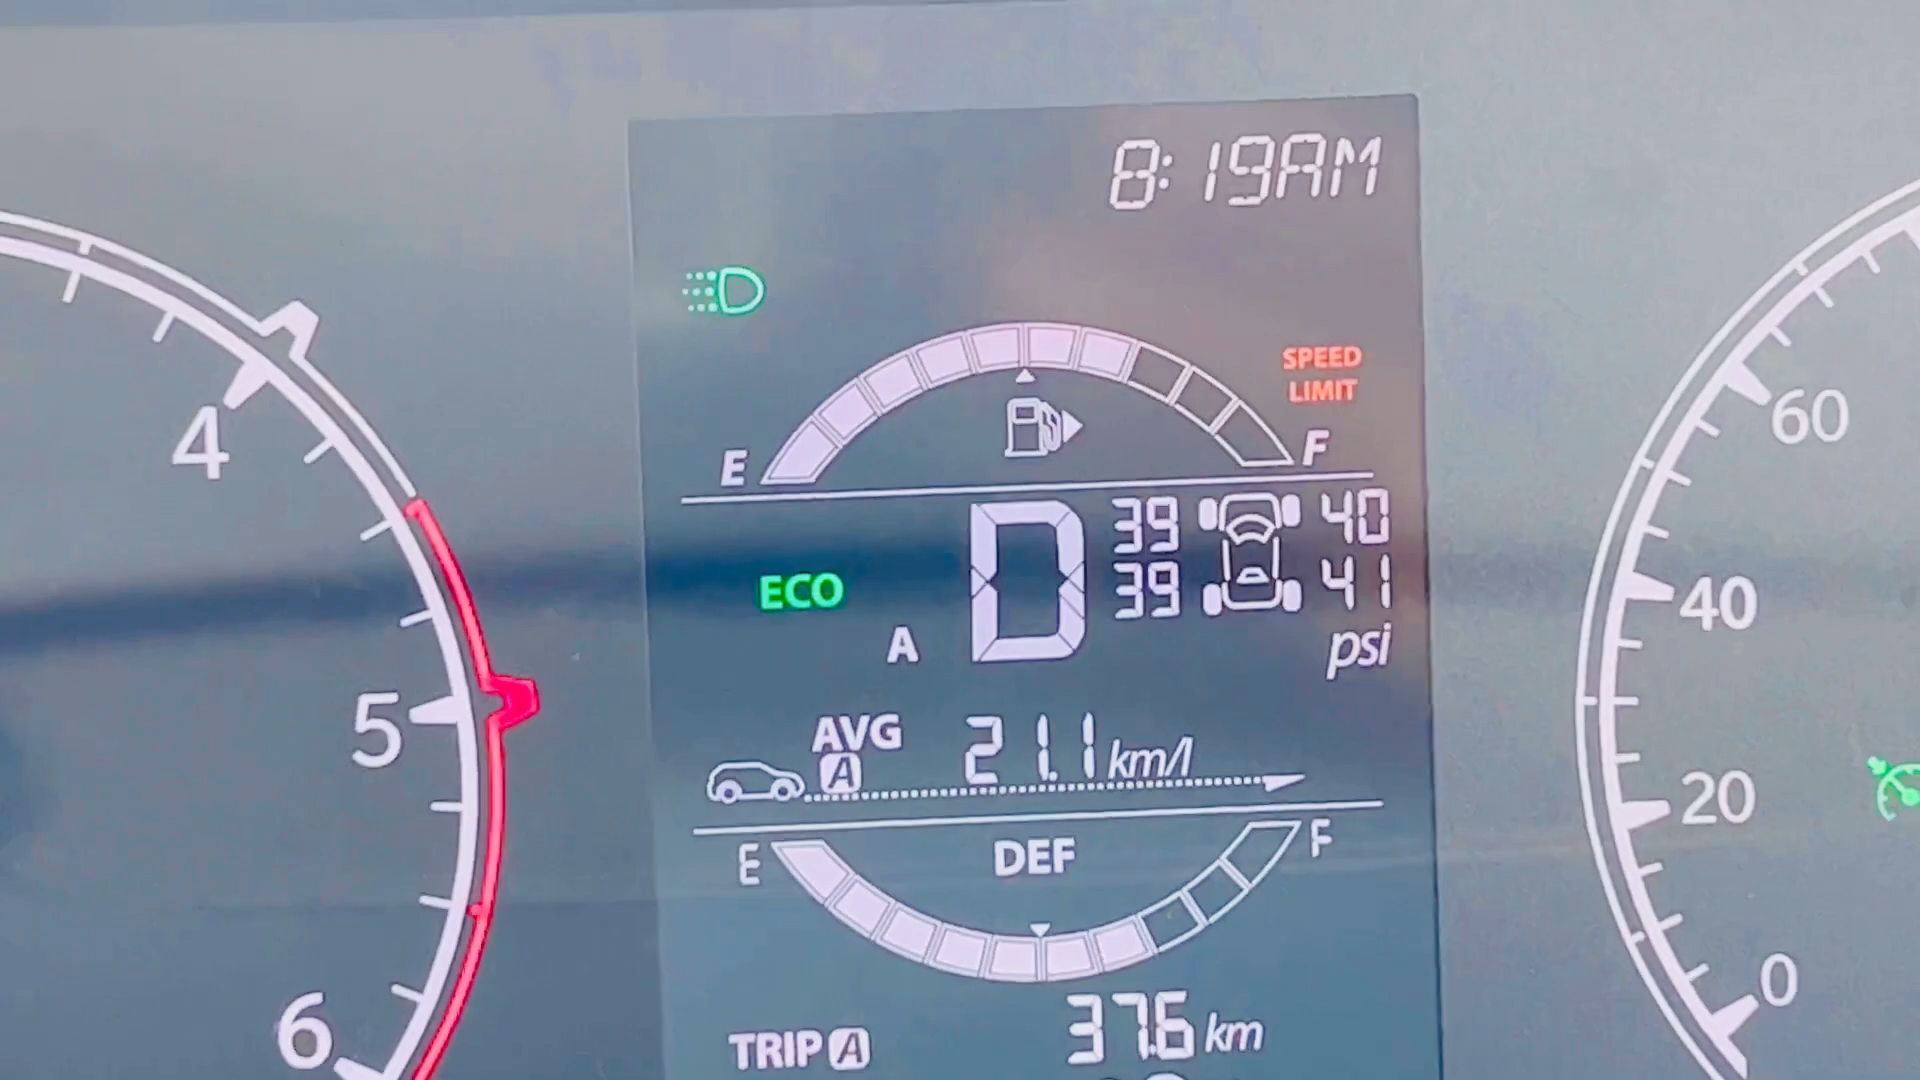 8:19AM
SPEED
LIMIT
E F
4
5
6
D
39 40
39 41
psi
ECO
A
AVG
A
21.1 km/l
E F
DEF
TRIP A 37.6 km
60
40
20
0